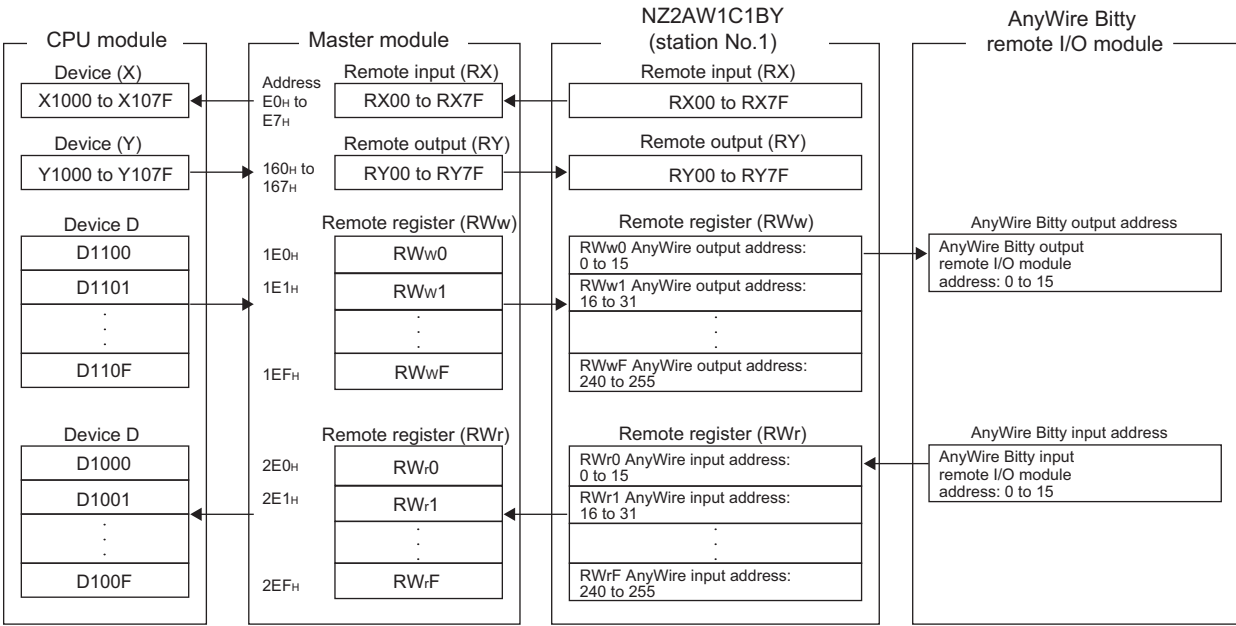 CPU module
Device (X)
X1000 to X107F
Device (Y)
Y1000 to Y107F
Device D
D1100
D1101
.
.
.
D110F
Device D
D1000
D1001
.
.
.
D100F
Master module
Address
E0H to
E7H
Remote input (RX)
RX00 to RX7F
160H to
167H
Remote output (RY)
RY00 to RY7F
Remote register (RWw)
1E0H
RWw0
1E1H
RWw1
.
.
.
1EFH
RWwF
Remote register (RWr)
2E0H
RWr0
2E1H
RWr1
.
.
.
2EFH
RWrF
NZ2AW1C1BY
(station No.1)
Remote input (RX)
RX00 to RX7F
Remote output (RY)
RY00 to RY7F
Remote register (RWw)
RWw0 AnyWire output address:
0 to 15
RWw1 AnyWire output address:
16 to 31
.
.
RWwF AnyWire output address:
240 to 255
Remote register (RWr)
RWr0 AnyWire input address:
0 to 15
RWr1 AnyWire input address:
16 to 31
.
.
RWrF AnyWire input address:
240 to 255
AnyWire Bitty
remote I/O module
AnyWire Bitty output address
AnyWire Bitty output
remote I/O module
address: 0 to 15
AnyWire Bitty input address
AnyWire Bitty input
remote I/O module
address: 0 to 15